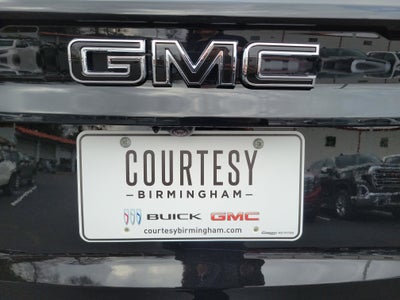 GMC
COURTESY
-BIRMINGHAM-
BUICK GMC
courtesybirmingham.com